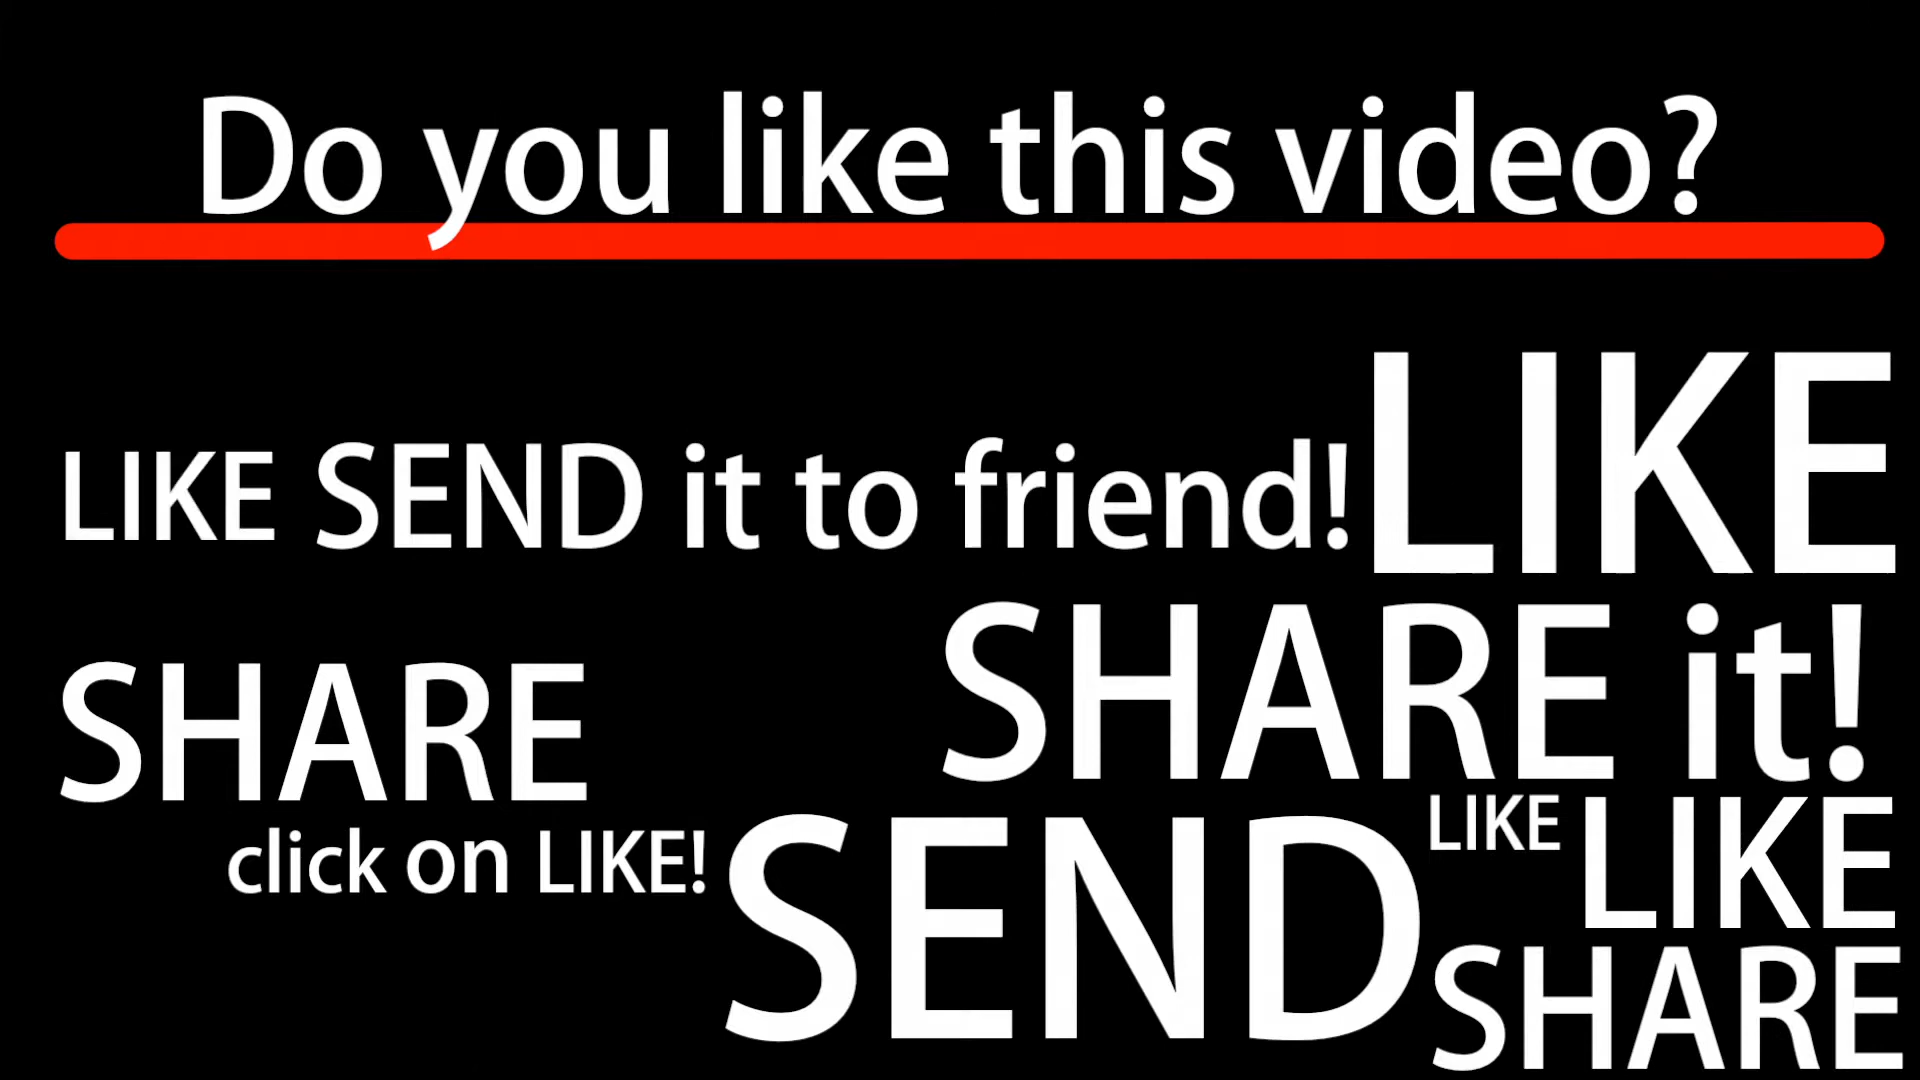 Do you like this video?
LIKE SEND it to friend! LIKE
SHARE it!
SHARE
click on LIKE! SEND LIKE LIKE
SHARE